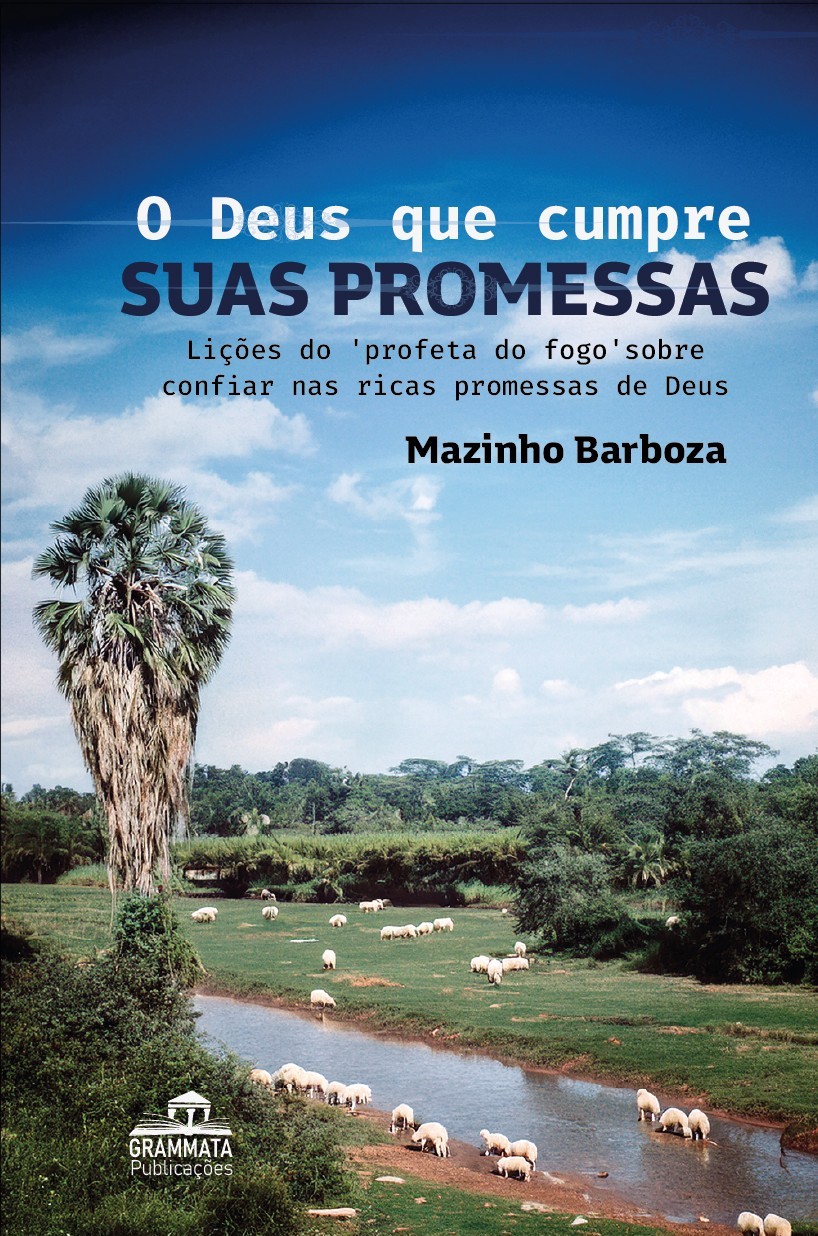 O Deus que cumpre
SUAS PROMESSAS
Lições do 'profeta do fogo'sobre
confiar nas ricas promessas de Deus
Mazinho Barboza
GRAMMATA
Publicações